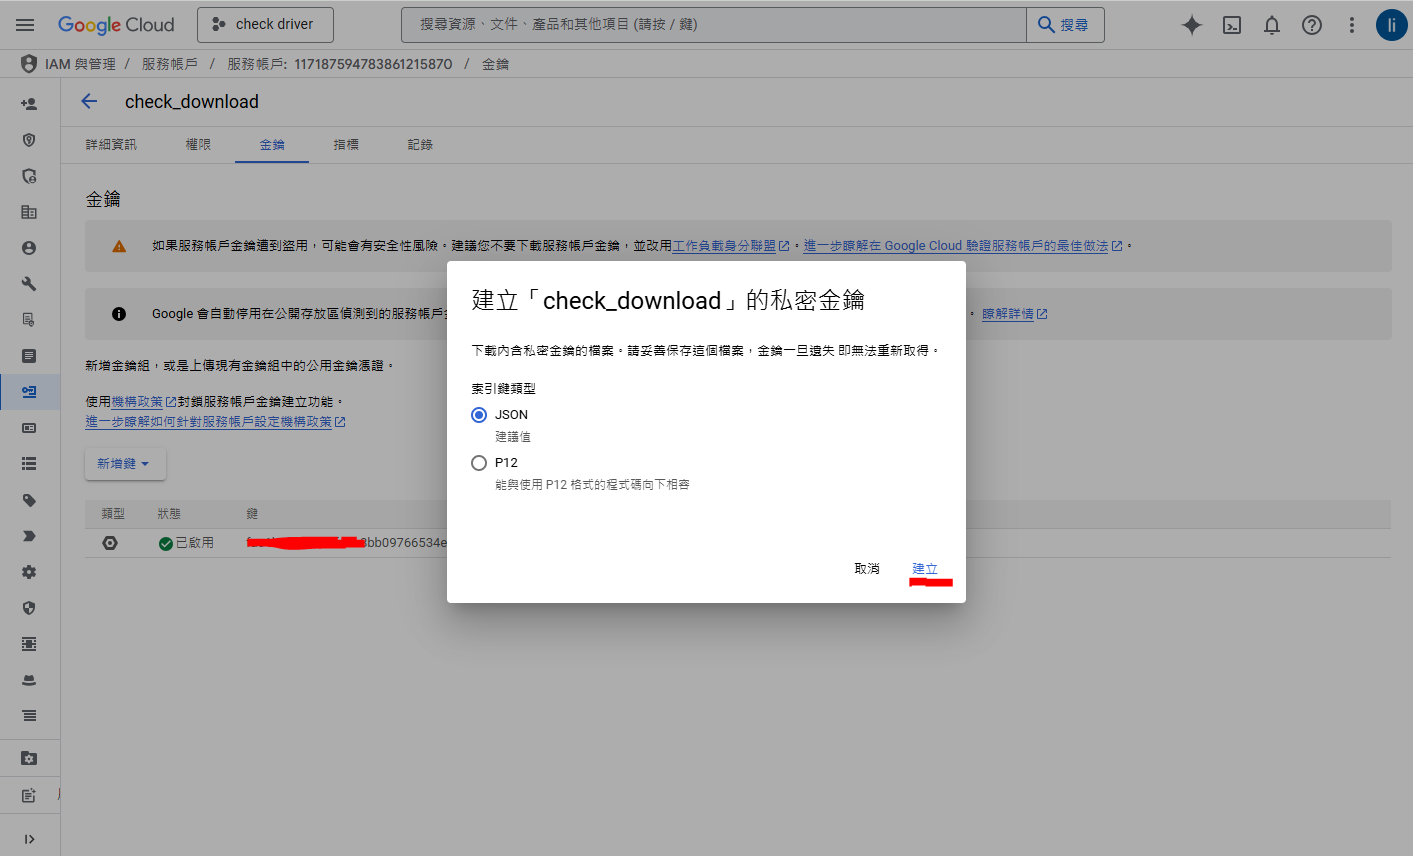 Google Cloud
check driver
搜尋資源、文件、產品和其他項目 (請按 / 鍵)
搜尋
li
IAM 與管理 / 服務帳戶 / 服務帳戶: 117187594783861215870 / 金鑰
check_download
詳細資訊
權限
金鑰
指標
記錄
金鑰
如果服務帳戶金鑰遭到盜用，可能會有安全性風險。建議您不要下載服務帳戶金鑰，並改用工作負載身分聯盟。進一步瞭解在 Google Cloud 驗證服務帳戶的最佳做法。
Google 會自動停用在公開存放區偵測到的服務帳戶金
。瞭解詳情
新增金鑰組，或是上傳現有金鑰組中的公用金鑰憑證。
使用機構政策封鎖服務帳戶金鑰建立功能。
進一步瞭解如何針對服務帳戶設定機構政策
新增鍵
類型
狀態
鍵
已啟用
bb09766534e
建立「check_download」的私密金鑰
下載內含私密金鑰的檔案。請妥善保存這個檔案，金鑰一旦遺失 即無法重新取得。
索引鍵類型
JSON
建議值
P12
能與使用 P12 格式的程式碼向下相容
取消
建立